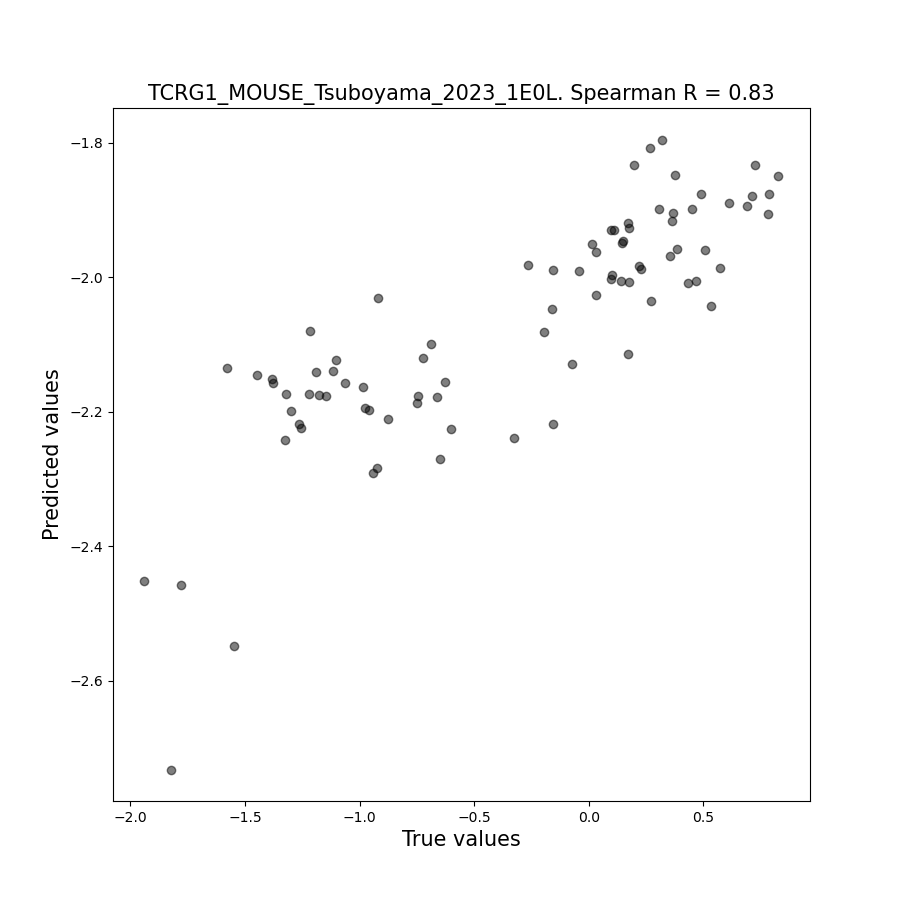 TCRG1_MOUSE_Tsuboyama_2023_1E0L. Spearman R = 0.83
−1.8
−2.0
−2.2
−2.4
−2.6
Predicted values
−2.0 −1.5 −1.0 −0.5 0.0 0.5
True values